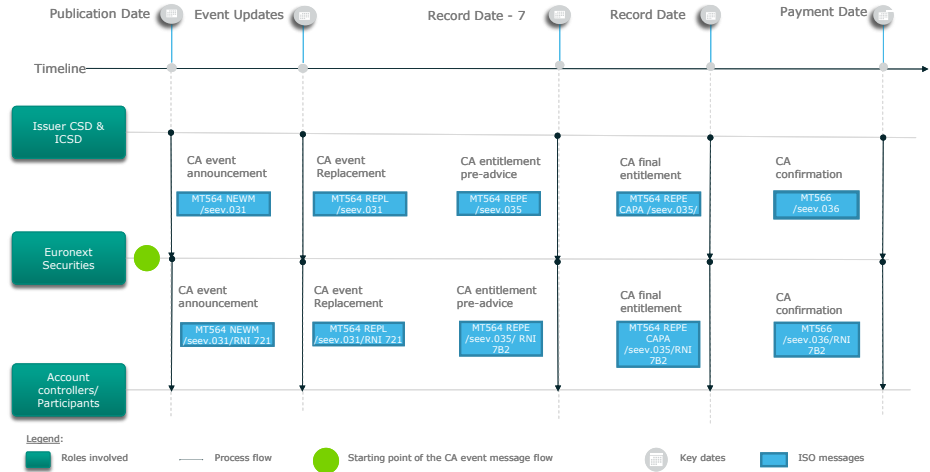 Publication Date
Event Updates
Record Date - 7
Record Date
Payment Date
Timeline
Issuer CSD &
ICSD
CA event
announcement
CA event
Replacement
CA entitlement
pre-advice
CA final
entitlement
CA
confirmation
MT564 NEWM
/seev.031
MT564 REPL
/seev.031
MT564 REPE
/seev.035
MT564 REPE
CAPA /seev.035/
MT566
/seev.036
Euronext
Securities
CA event
announcement
CA event
Replacement
CA entitlement
pre-advice
CA final
entitlement
CA
confirmation
MT564 NEWM
/seev.031/RNI 721
MT564 REPL
/seev.031/RNI 721
MT564 REPE
/seev.035/ RNI
7B2
MT564 REPE
CAPA
/seev.035/RNI
7B2
MT566
/seev.036/RNI
7B2
Account
controllers/
Participants
Legend:
Roles involved
Process flow
Starting point of the CA event message flow
Key dates
ISO messages